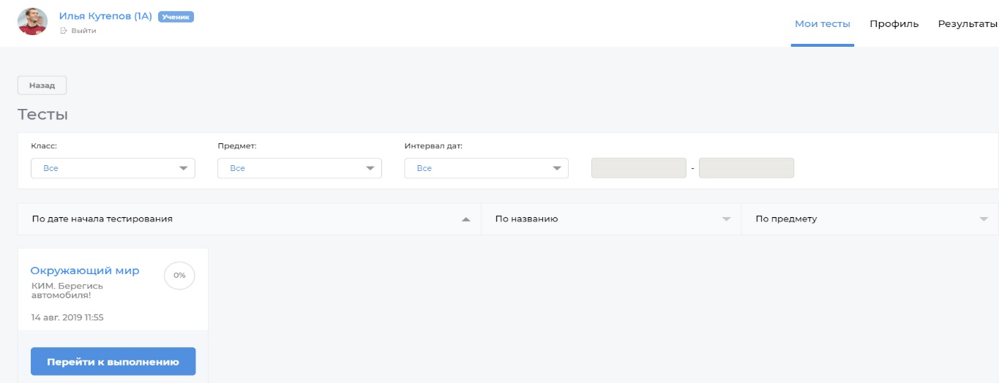 Илья Кутепов (1А) Ученик
Выйти
Мои тесты Профиль Результаты
Назад
Тесты
Класс: Предмет: Интервал дат:
Все Все Все -
По дате начала тестирования По названию По предмету
Окружающий мир 0%
КИМ. Берегись
автомобиля!
14 авг. 2019 11:55
Перейти к выполнению